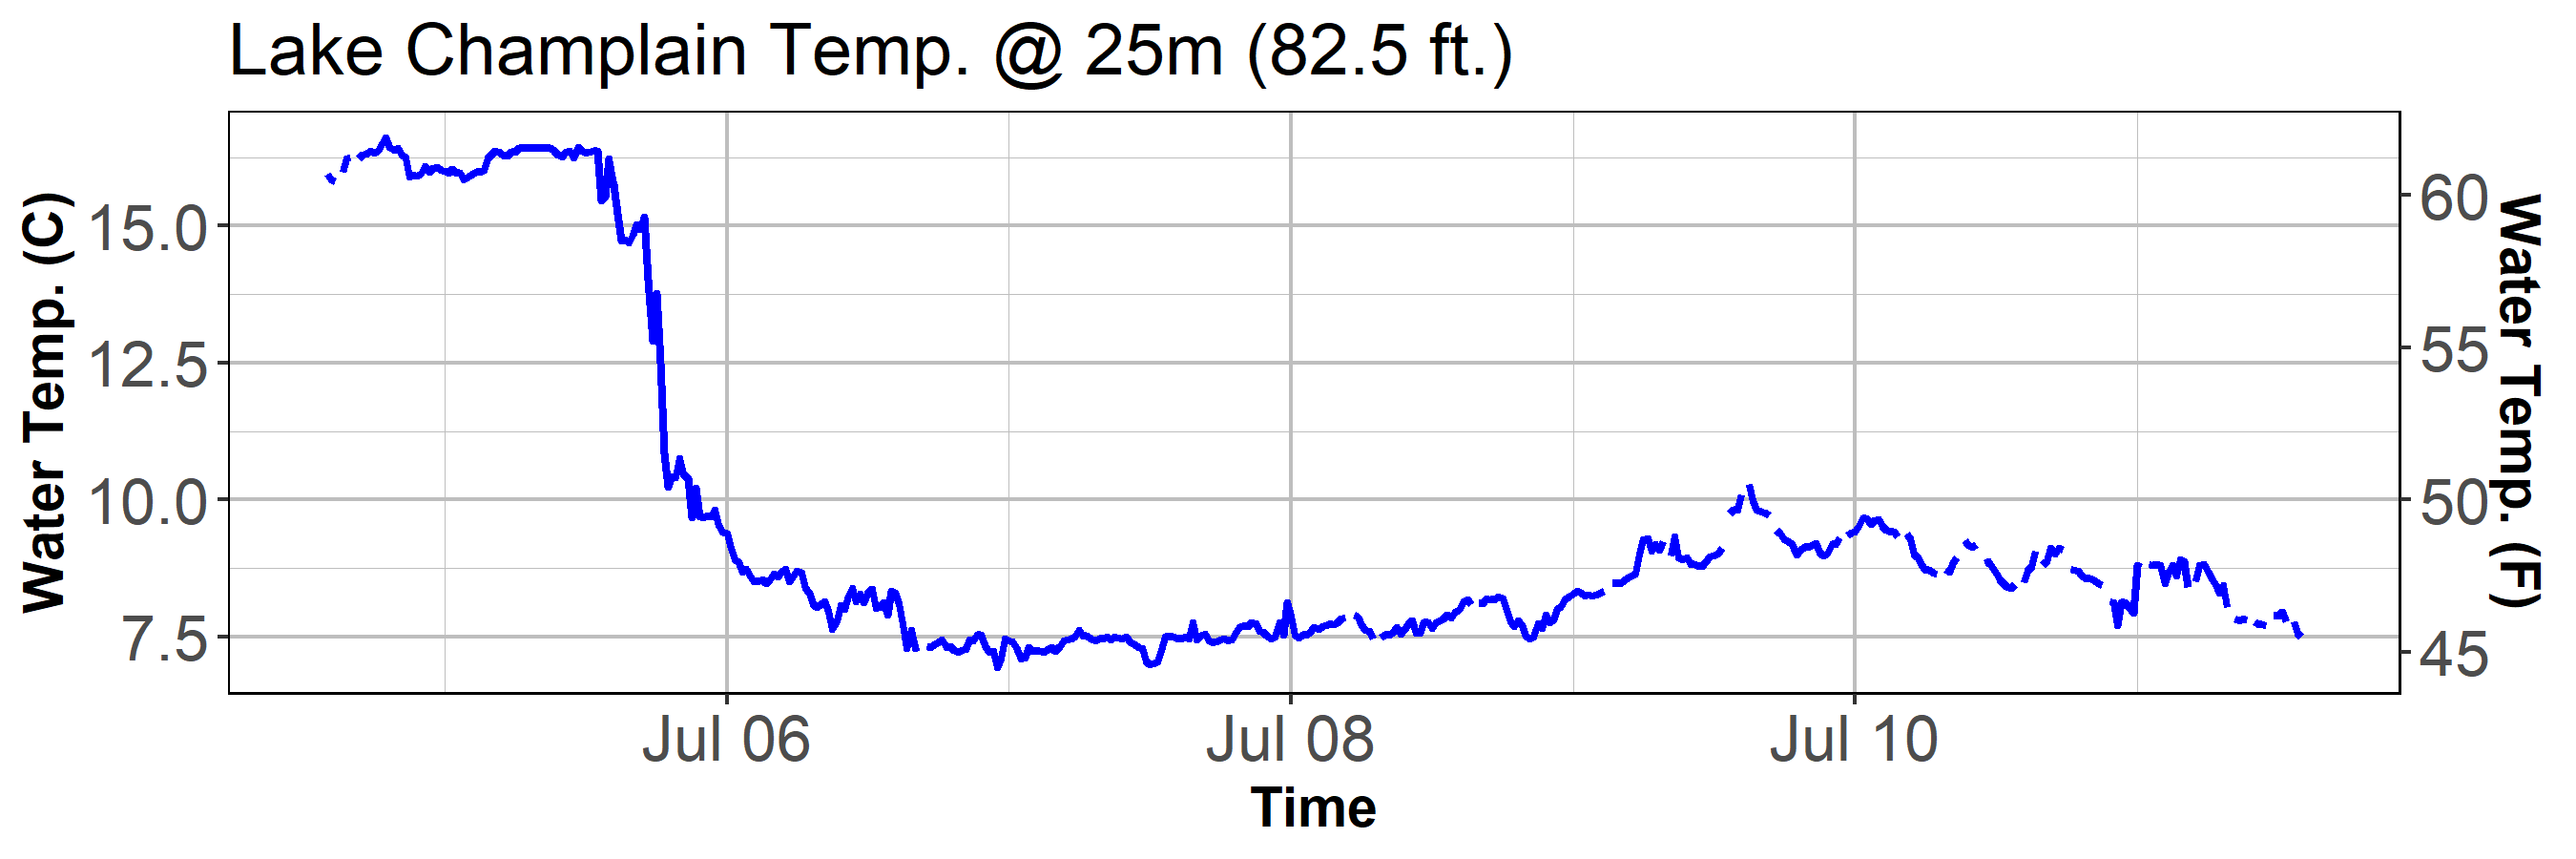 Lake Champlain Temp. @ 25m (82.5 ft.)
Water Temp. (C)
15.0
12.5
10.0
7.5
60
55
50
45
Water Temp. (F)
Jul 06
Jul 08
Jul 10
Time